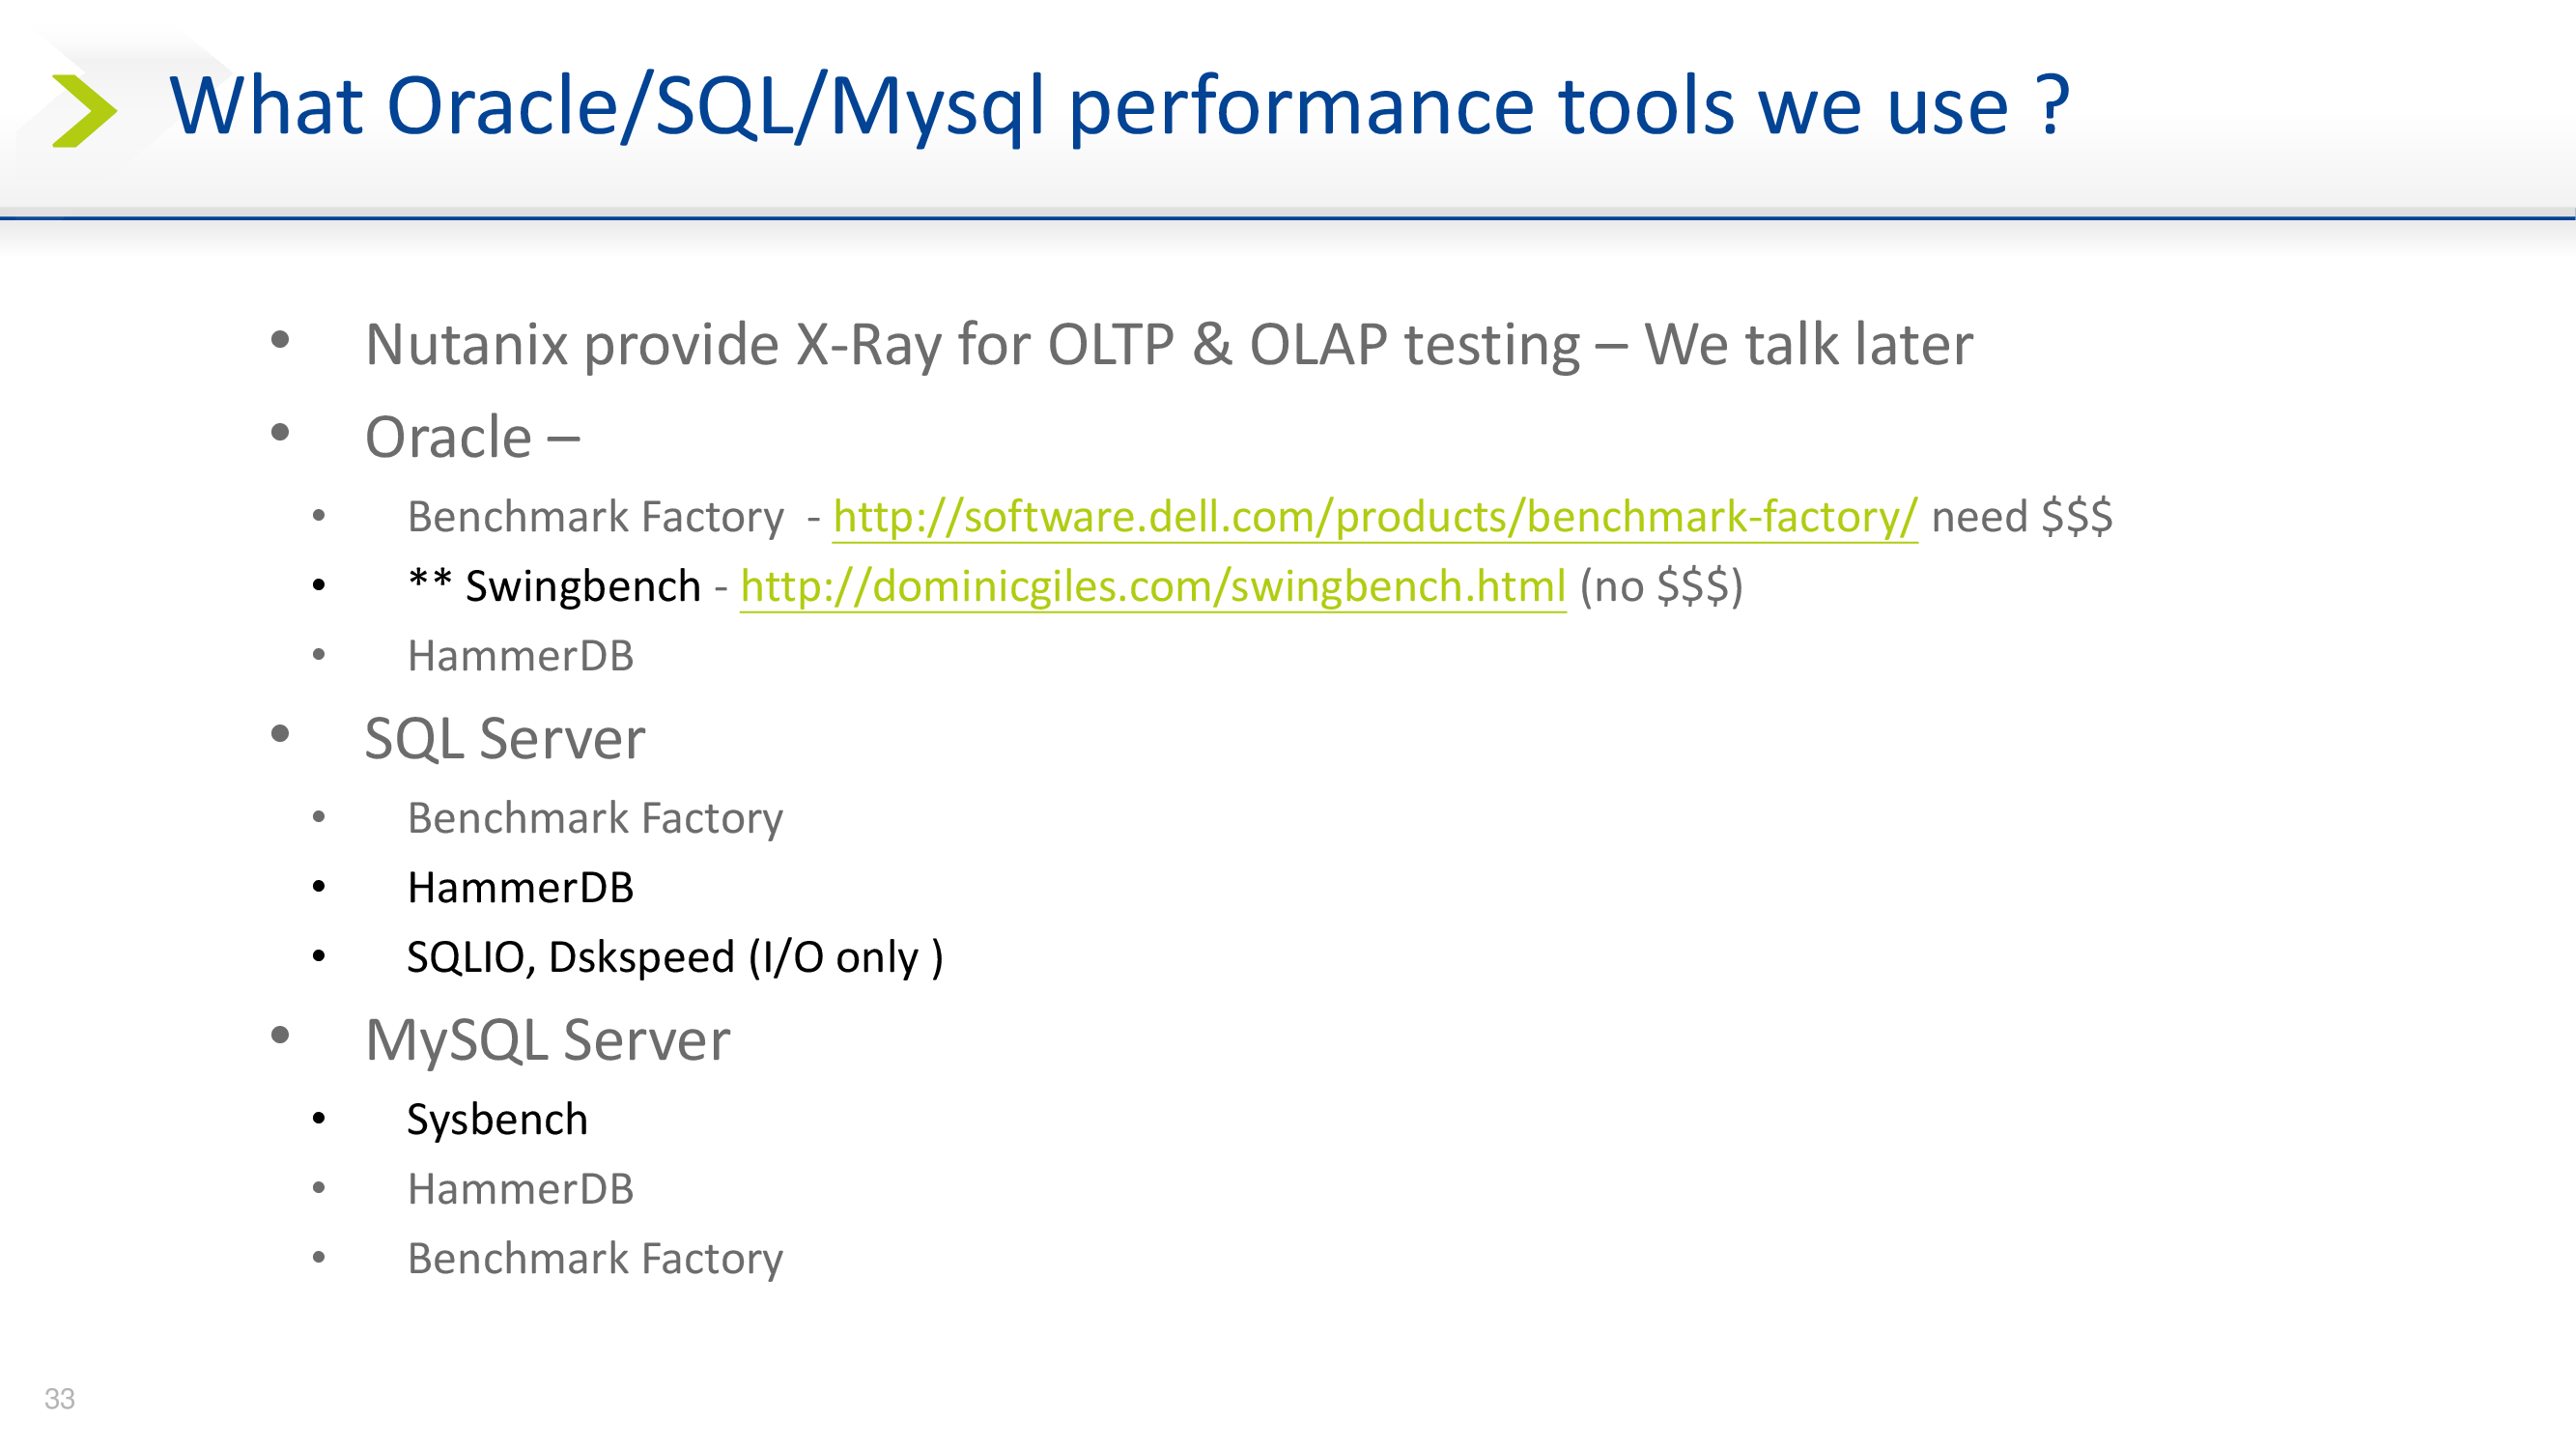 What Oracle/SQL/Mysql performance tools we use ?
• Nutanix provide X-Ray for OLTP & OLAP testing – We talk later
• Oracle –
• Benchmark Factory - http://software.dell.com/products/benchmark-factory/ need $$$
• ** Swingbench - http://dominicgiles.com/swingbench.html (no $$$)
• HammerDB
• SQL Server
• Benchmark Factory
• HammerDB
• SQLIO, Dskspeed (I/O only )
• MySQL Server
• Sysbench
• HammerDB
• Benchmark Factory
33